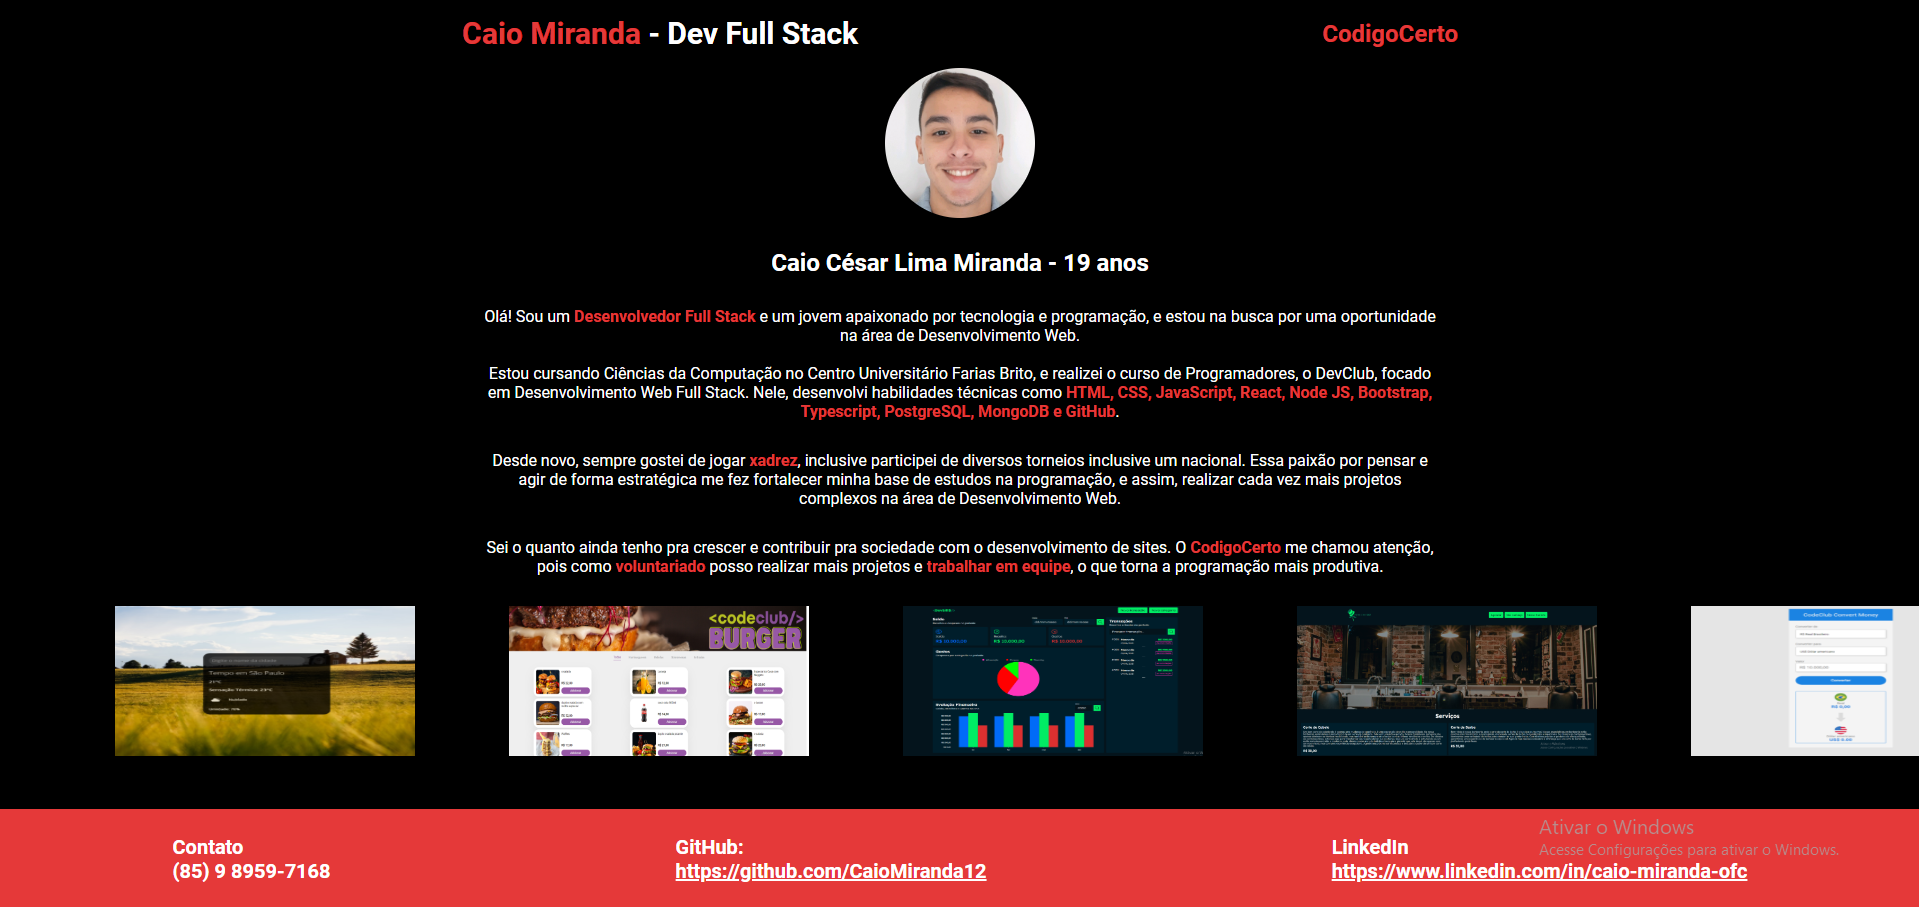 Caio Miranda - Dev Full Stack
CodigoCerto
Caio César Lima Miranda - 19 anos
Olá! Sou um Desenvolvedor Full Stack e um jovem apaixonado por tecnologia e programação, e estou na busca por uma oportunidade
na área de Desenvolvimento Web.
Estou cursando Ciências da Computação no Centro Universitário Farias Brito, e realizei o curso de Programadores, o DevClub, focado
em Desenvolvimento Web Full Stack. Nele, desenvolvi habilidades técnicas como HTML, CSS, JavaScript, React, Node JS, Bootstrap,
Typescript, PostgreSQL, MongoDB e GitHub.
Desde novo, sempre gostei de jogar xadrez, inclusive participei de diversos torneios inclusive um nacional. Essa paixão por pensar e
agir de forma estratégica me fez fortalecer minha base de estudos na programação, e assim, realizar cada vez mais projetos
complexos na área de Desenvolvimento Web.
Sei o quanto ainda tenho pra crescer e contribuir pra sociedade com o desenvolvimento de sites. O CodigoCerto me chamou atenção,
pois como voluntariado posso realizar mais projetos e trabalhar em equipe, o que torna a programação mais produtiva.
Tempo em São Paulo
Sensação Térmica: 23°C
Nublado
<codeclub/>
BURGER
Serviços
CodeClub Convert Money
Converter
Contato
(85) 9 8959-7168
GitHub:
https://github.com/CaioMiranda12
LinkedIn
https://www.linkedin.com/in/caio-miranda-ofc
Ativar o Windows
Acesse Configurações para ativar o Windows.